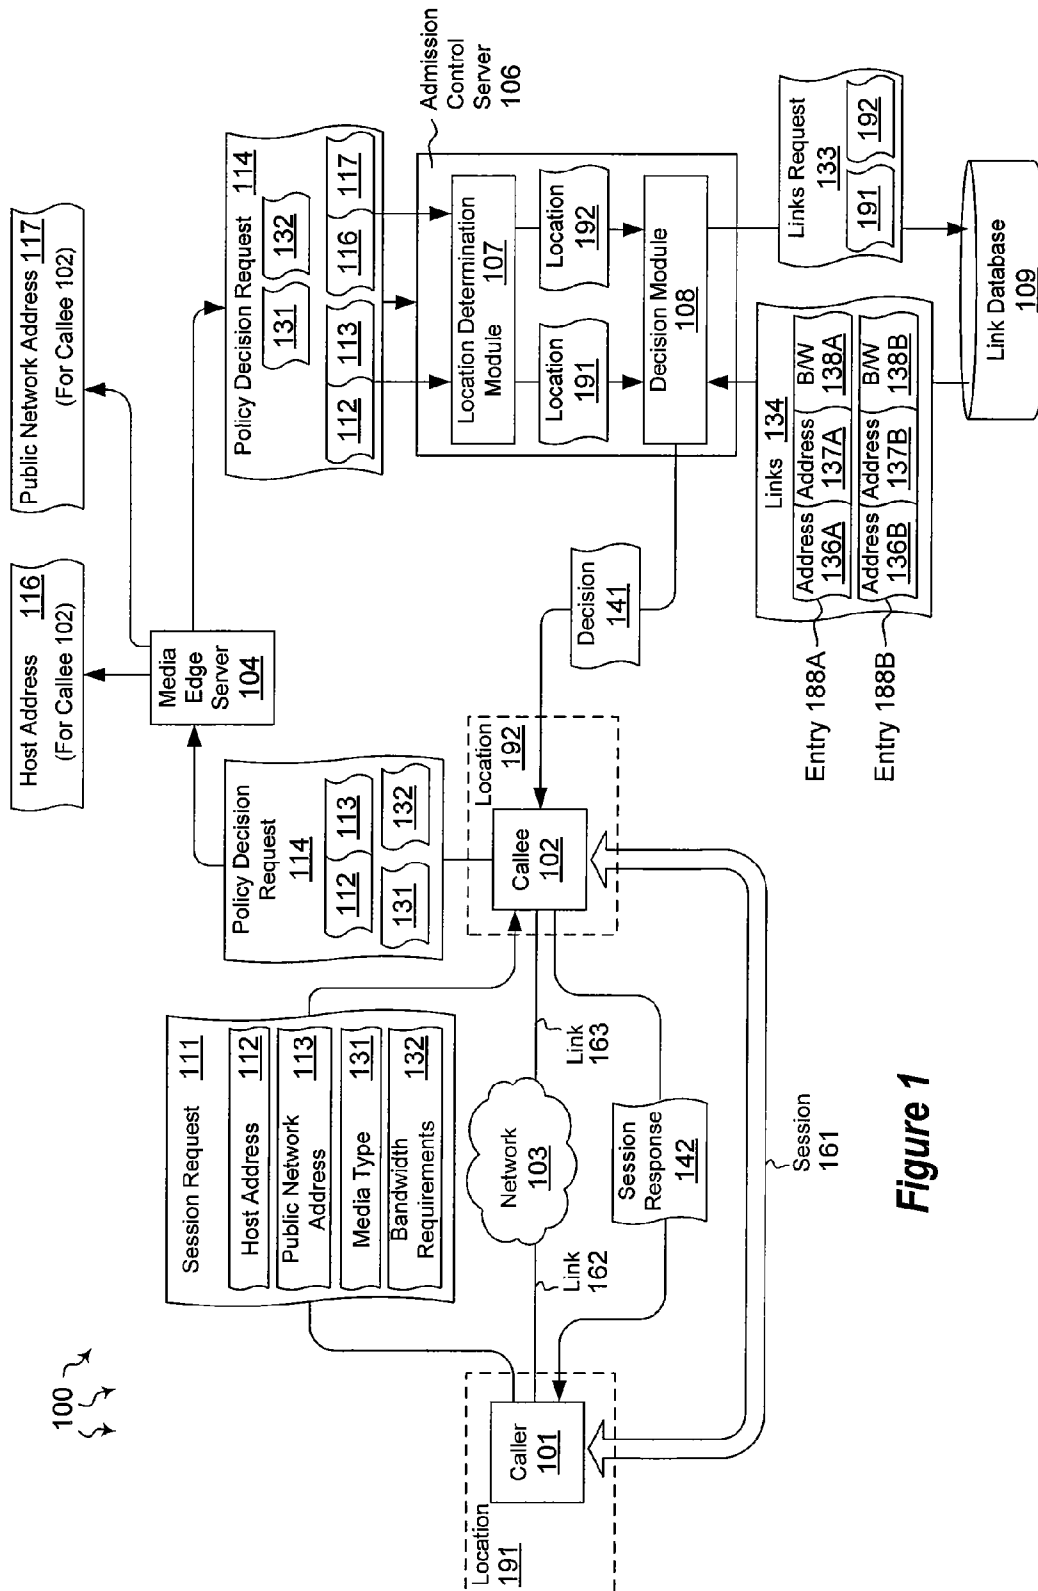 100
Location
191
Caller
101
Session Request 111
Host Address 112
Public Network
Address
113
Media Type 131
Bandwidth
Requirements
132
Link
162
Network
103
Link
163
Session
Response
142
Session
161
Policy Decision
Request
114
112
113
131
132
Location
192
Callee
102
Media
Edge
Server
104
Host Address 116
(For Callee 102)
Public Network Address 117
(For Callee 102)
Policy Decision Request 114
131
132
112
113
116
117
Admission
Control
Server
106
Location Determination
Module 107
Location
191
Location
192
Decision Module
108
Decision
141
Links 134
Address
136A
Address
137A
B/W
138A
Address
136B
Address
137B
B/W
138B
Entry 188A
Entry 188B
Links Request
133
191
192
Link Database
109
Figure 1